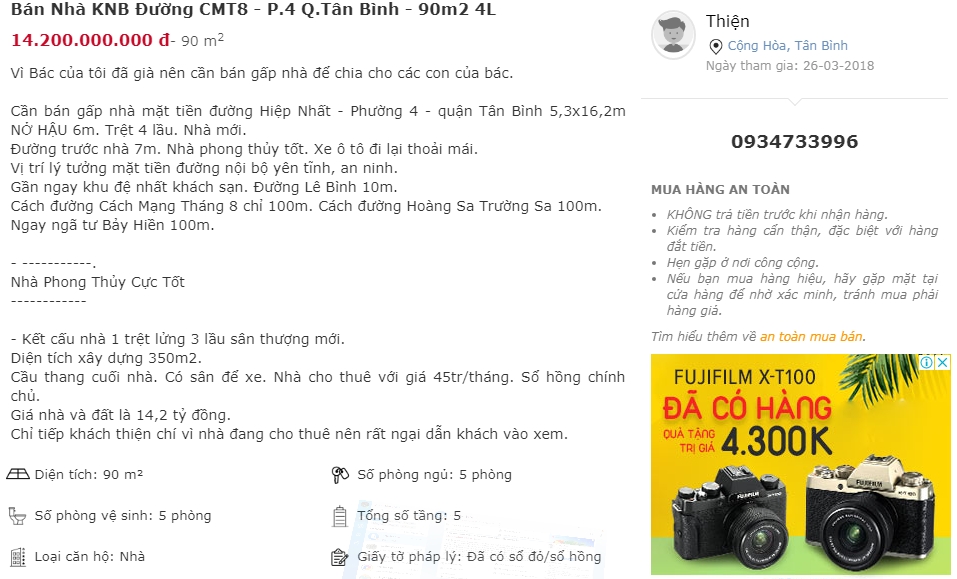 Bán Nhà KNB Đường CMT8 - P.4 Q.Tân Bình - 90m2 4L
14.200.000.000 đ- 90 m²
Vì Bác của tôi đã già nên cần bán gấp nhà để chia cho các con của bác.
Cần bán gấp nhà mặt tiền đường Hiệp Nhất - Phường 4 - quận Tân Bình 5,3x16,2m
NỞ HẬU 6m. Trệt 4 lầu. Nhà mới.
Đường trước nhà 7m. Nhà phong thủy tốt. Xe ô tô đi lại thoải mái.
Vị trí lý tưởng mặt tiền đường nội bộ yên tĩnh, an ninh.
Gần ngay khu đệ nhất khách sạn. Đường Lê Bình 10m.
Cách đường Cách Mạng Tháng 8 chỉ 100m. Cách đường Hoàng Sa Trường Sa 100m.
Ngay ngã tư Bảy Hiền 100m.
- -----------.
Nhà Phong Thủy Cực Tốt
------------
- Kết cấu nhà 1 trệt lửng 3 lầu sân thượng mới.
Diện tích xây dựng 350m2.
Cầu thang cuối nhà. Có sân để xe. Nhà cho thuê với giá 45tr/tháng. Sổ hồng chính
chủ.
Giá nhà và đất là 14,2 tỷ đồng.
Chỉ tiếp khách thiện chí vì nhà đang cho thuê nên rất ngại dẫn khách vào xem.
Diện tích: 90 m²
Số phòng ngủ: 5 phòng
Số phòng vệ sinh: 5 phòng
Tổng số tầng: 5
Loại căn hộ: Nhà
Giấy tờ pháp lý: Đã có sổ đỏ/sổ hồng
Thiện
Cộng Hòa, Tân Bình
Ngày tham gia: 26-03-2018
0934733996
MUA HÀNG AN TOÀN
• KHÔNG trả tiền trước khi nhận hàng.
• Kiểm tra hàng cẩn thận, đặc biệt với hàng
đắt tiền.
• Hẹn gặp ở nơi công cộng.
• Nếu bạn mua hàng hiệu, hãy gặp mặt tại
cửa hàng để nhờ xác minh, tránh mua phải
hàng giả.
Tìm hiểu thêm về an toàn mua bán.
FUJIFILM X-T100
ĐÃ CÓ HÀNG
QUÀ TẶNG
TRỊ GIÁ
4.300K
FUJIFILM
FUJIFILM
X-T100